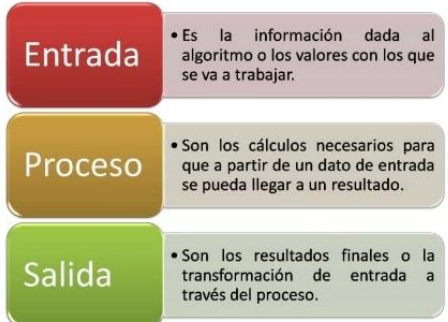 Entrada
• Es la información dada al
algoritmo o los valores con los que
se va a trabajar.
Proceso
• Son los cálculos necesarios para
que a partir de un dato de entrada
se pueda llegar a un resultado.
Salida
• Son los resultados finales o la
transformación de entrada a
través del proceso.